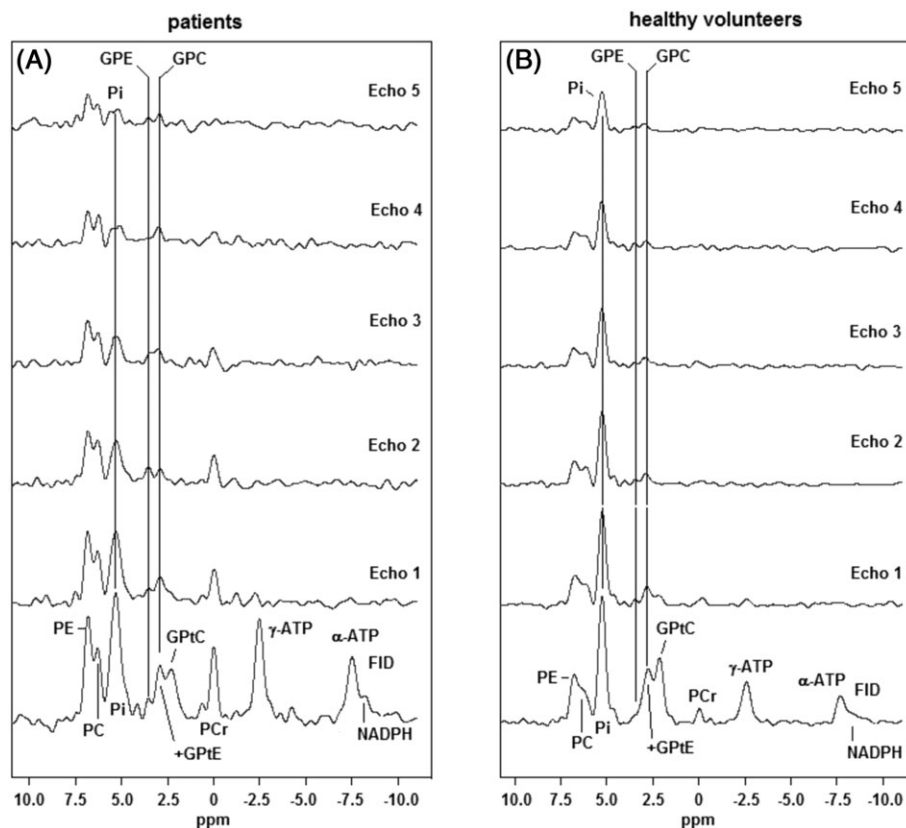 patients
healthy volunteers
(A)
GPE
GPC
Pi
Echo 5
Echo 4
Echo 3
Echo 2
Echo 1
PE
PC
Pi
GPtC
+GPtE
PCr
γ-ATP
α-ATP
FID
NADPH
10.0 7.5 5.0 2.5 0 -2.5 -5.0 -7.5 -10.0
ppm
(B)
GPE
GPC
Pi
Echo 5
Echo 4
Echo 3
Echo 2
Echo 1
PE
PC
Pi
GPtC
+GPtE
PCr
γ-ATP
α-ATP
FID
NADPH
10.0 7.5 5.0 2.5 0 -2.5 -5.0 -7.5 -10.0
ppm